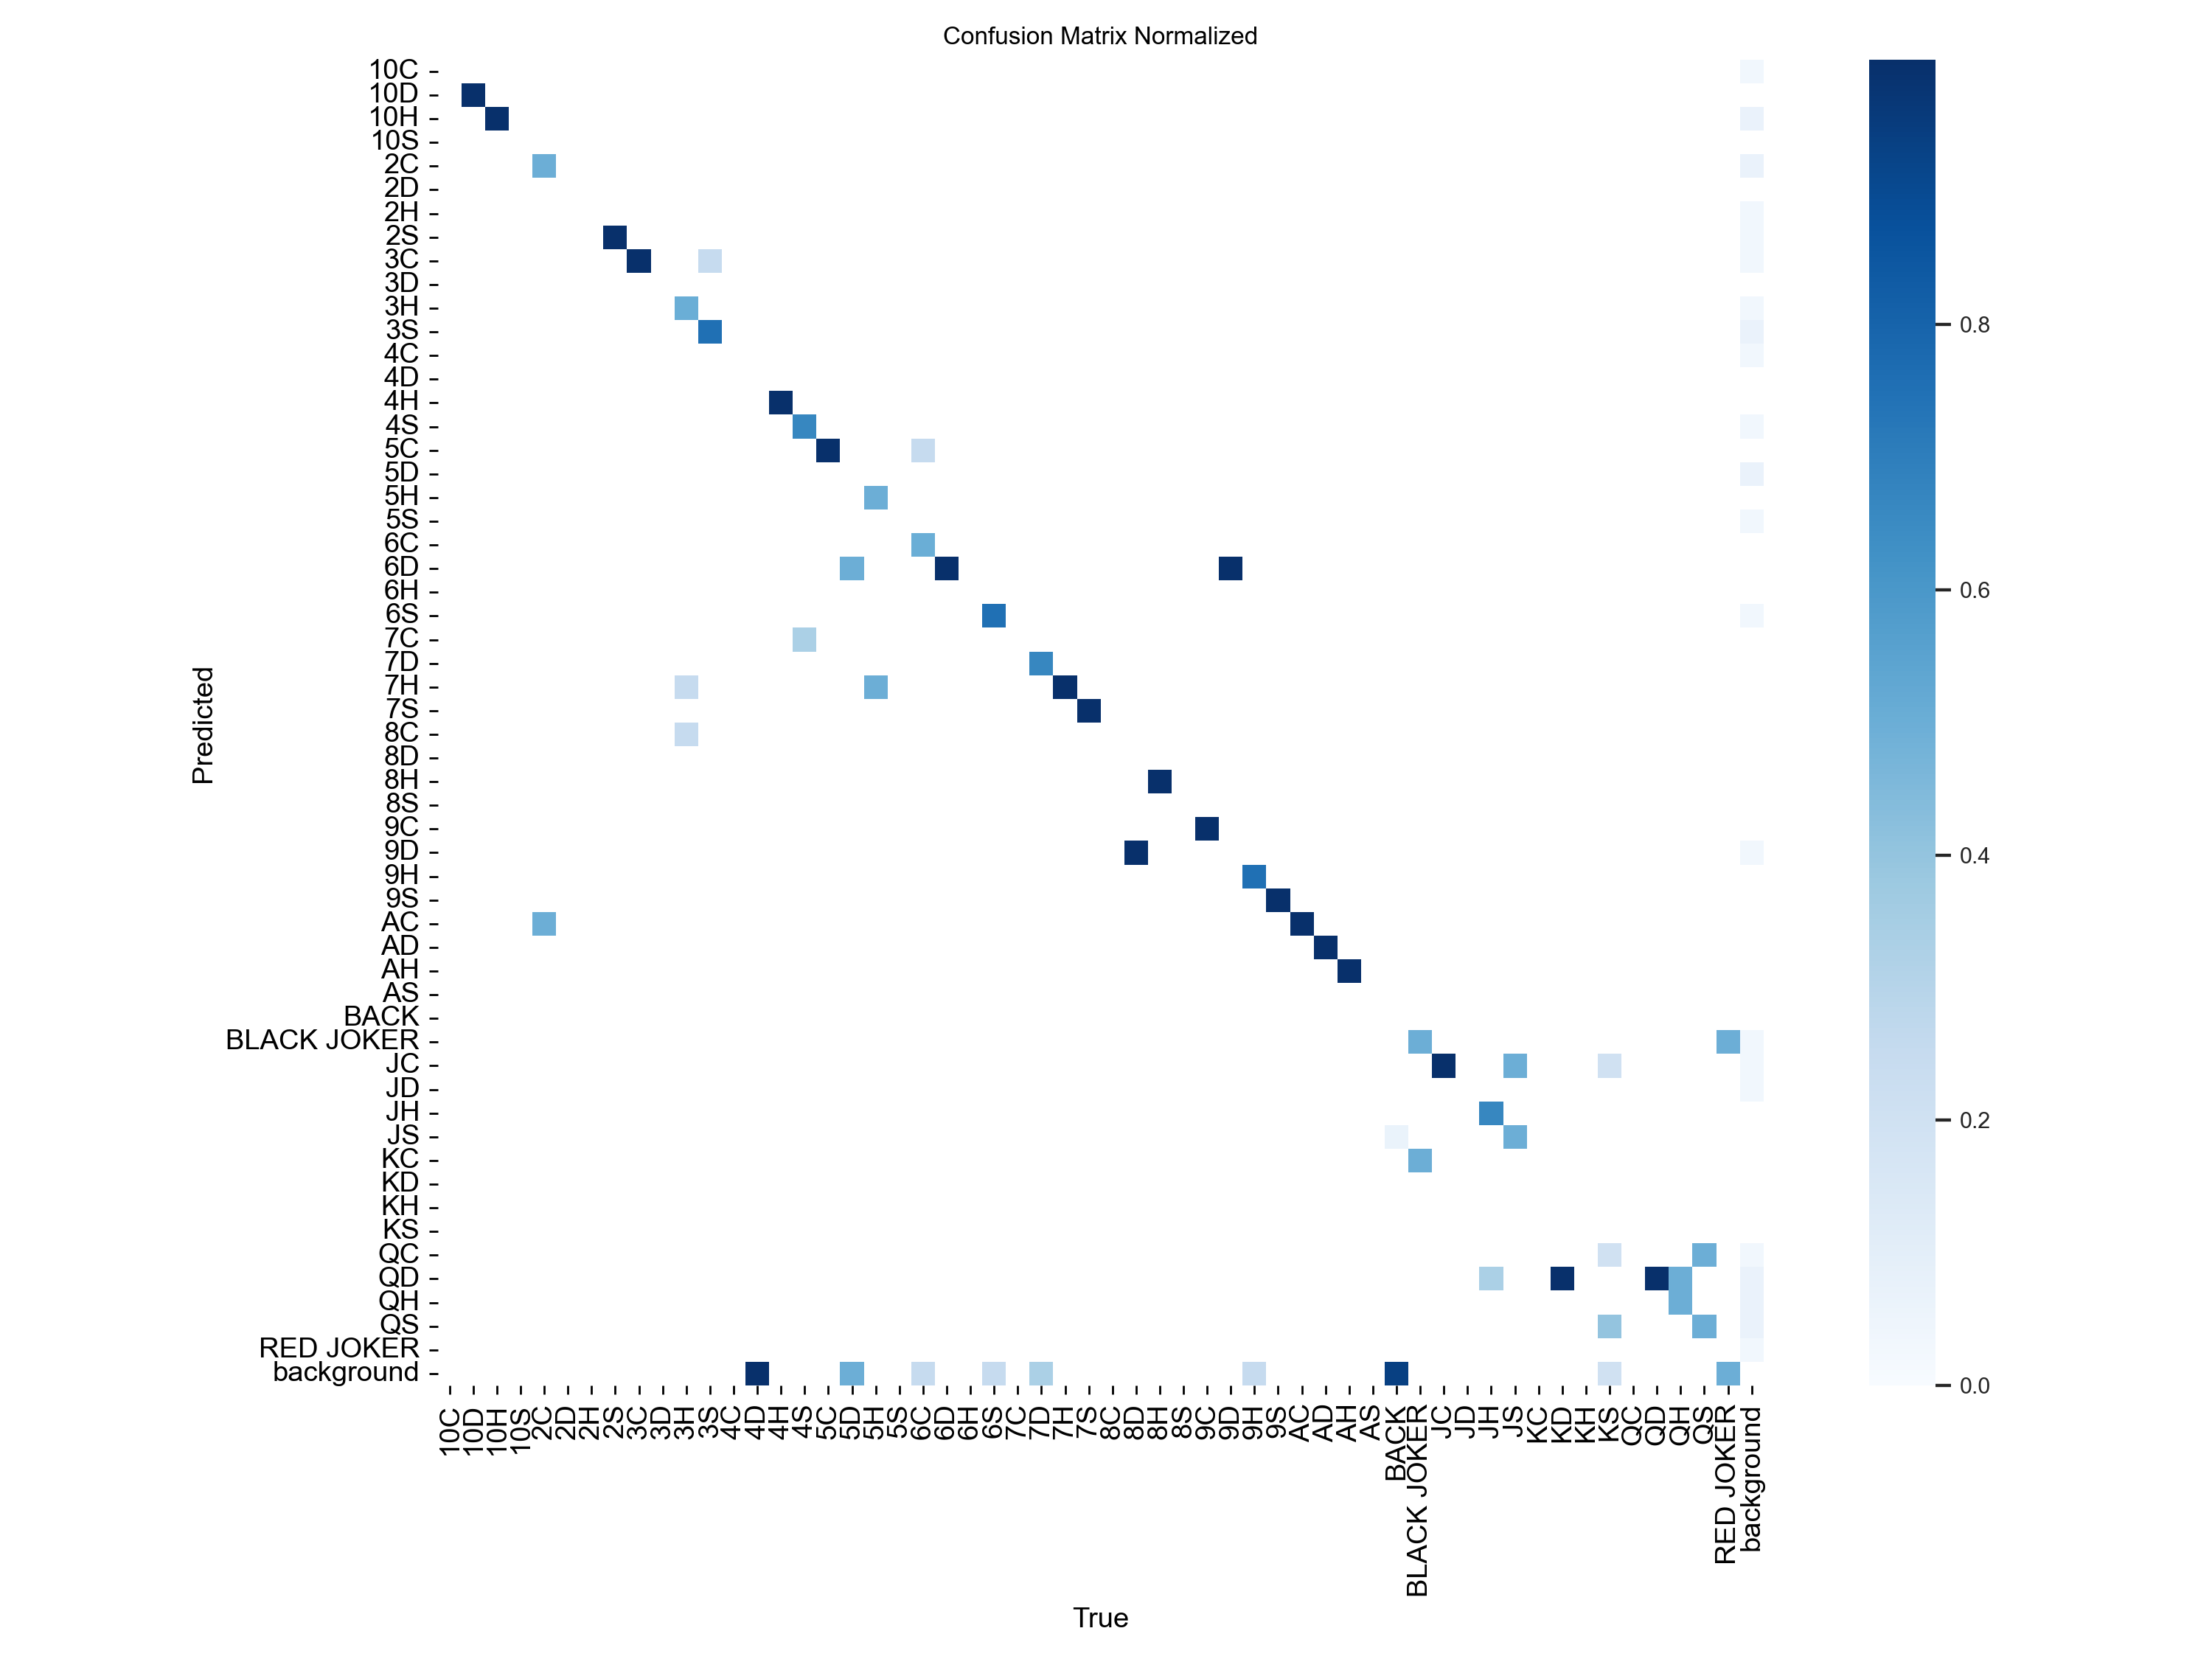 Confusion Matrix Normalized
10C
10D
10H
10S
2C
2D
2H
2S
3C
3D
3H
3S
4C
4D
4H
4S
5C
5D
5H
5S
6C
6D
6H
6S
7C
7D
7H
7S
8C
8D
8H
8S
9C
9D
9H
9S
AC
AD
AH
AS
BACK
BLACK JOKER
JC
JD
JH
JS
KC
KD
KH
KS
QC
QD
QH
QS
RED JOKER
background
Predicted
10C
10D
10H
10S
2C
2D
2H
2S
3C
3D
3H
3S
4C
4D
4H
4S
5C
5D
5H
5S
6C
6D
6H
6S
7C
7D
7H
7S
8C
8D
8H
8S
9C
9D
9H
9S
AC
AD
AH
AS
BACK
BLACK JOKER
JC
JD
JH
JS
KC
KD
KH
KS
QC
QD
QH
QS
RED JOKER
background
True
0.8
0.6
0.4
0.2
0.0